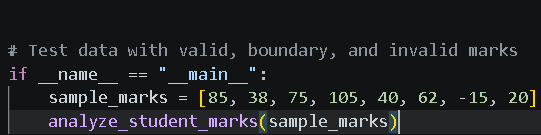 # Test data with valid, boundary, and invalid marks
if __name__ == "__main__":
    sample_marks = [85, 38, 75, 105, 40, 62, -15, 20]
    analyze_student_marks(sample_marks)